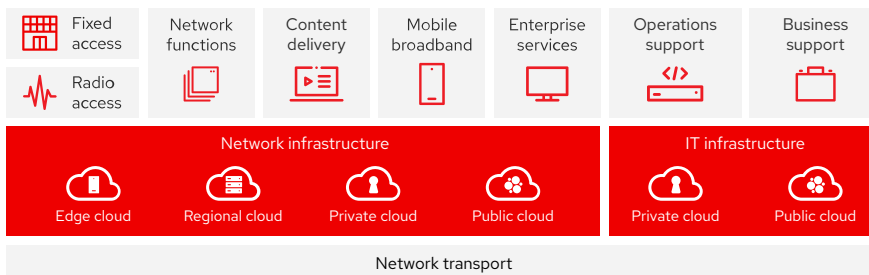 Fixed
access
Radio
access
Network
functions
Content
delivery
Mobile
broadband
Enterprise
services
Operations
support
Business
support
Network infrastructure
Edge cloud
Regional cloud
Private cloud
Public cloud
IT infrastructure
Private cloud
Public cloud
Network transport